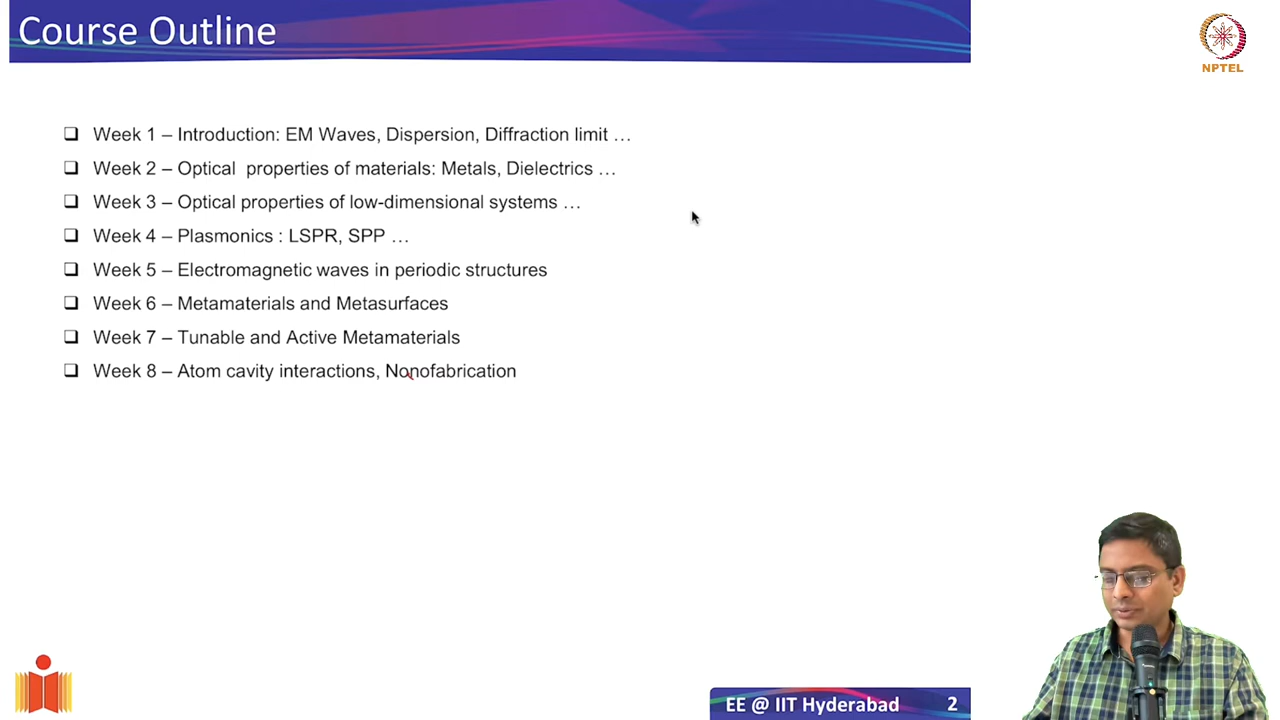 Course Outline
NPTEL
❑ Week 1 – Introduction: EM Waves, Dispersion, Diffraction limit …
❑ Week 2 – Optical properties of materials: Metals, Dielectrics …
❑ Week 3 – Optical properties of low-dimensional systems …
❑ Week 4 – Plasmonics : LSPR, SPP …
❑ Week 5 – Electromagnetic waves in periodic structures
❑ Week 6 – Metamaterials and Metasurfaces
❑ Week 7 – Tunable and Active Metamaterials
❑ Week 8 – Atom cavity interactions, Nonofabrication
EE @ IIT Hyderabad 2